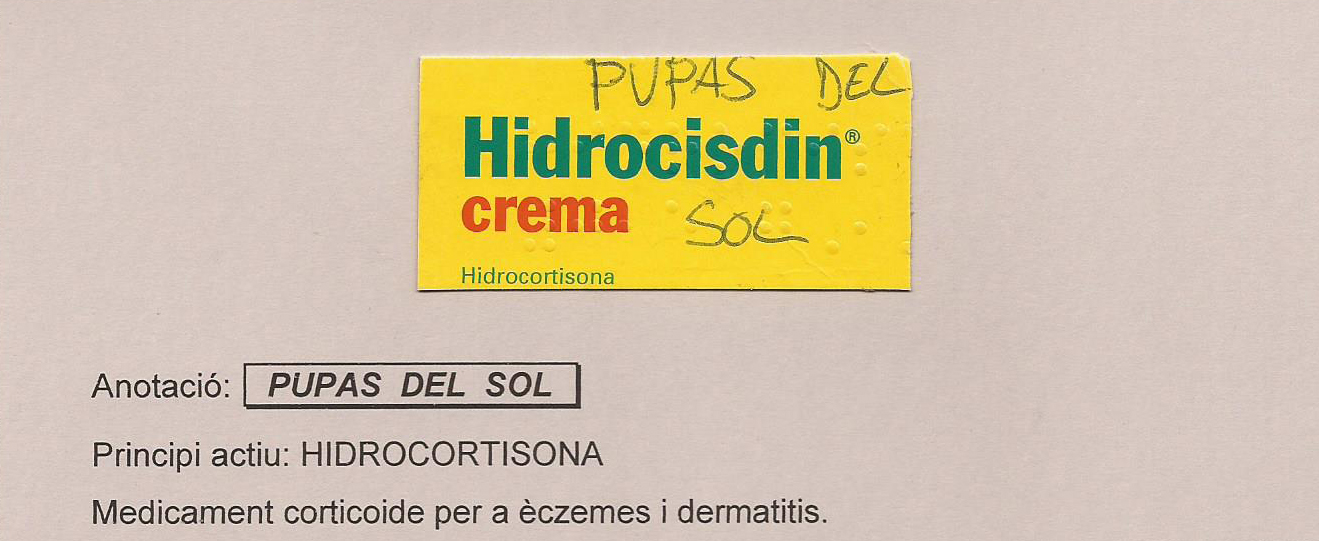 PUPAS DEL
Hidrocisdin®
crema SOL
Hidrocortisona
Anotació: PUPAS DEL SOL
Principi actiu: HIDROCORTISONA
Medicament corticoide per a èczemes i dermatitis.